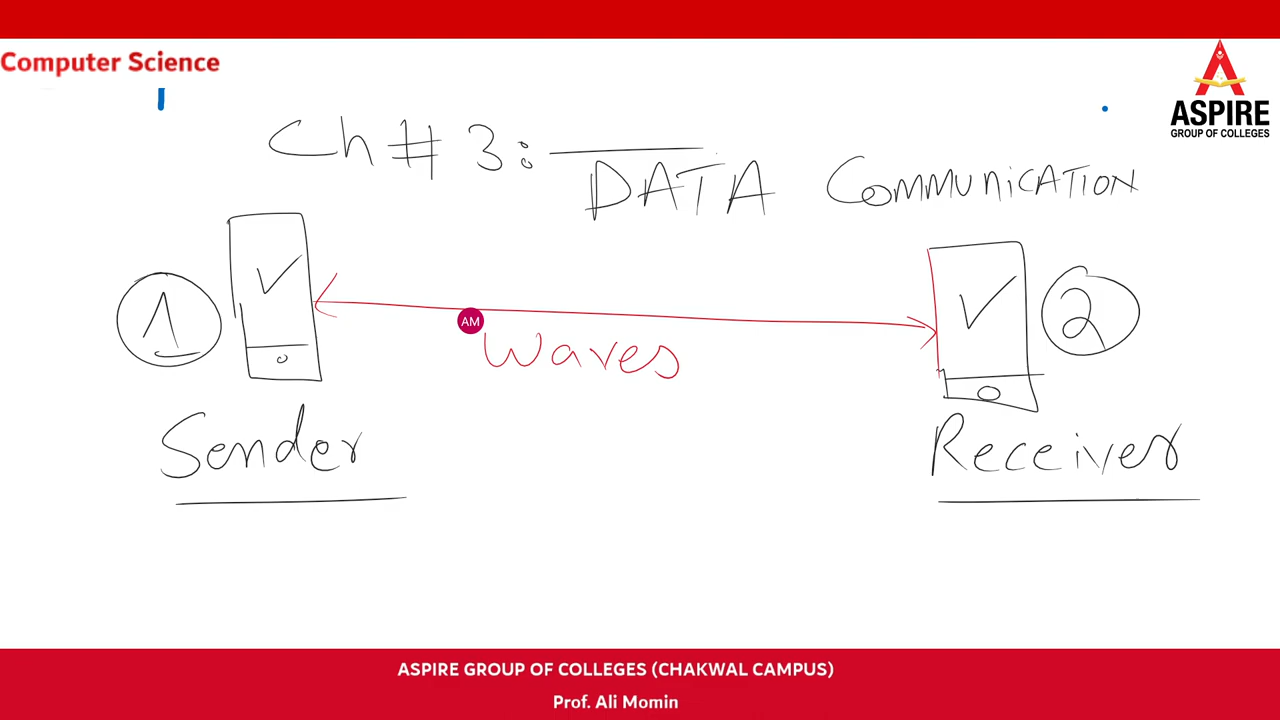 Computer Science
ASPIRE
GROUP OF COLLEGES
Ch # 3:
DATA COMMUNICATION
1
2
AM
Waves
Sender
Receiver
ASPIRE GROUP OF COLLEGES (CHAKWAL CAMPUS)
Prof. Ali Momin